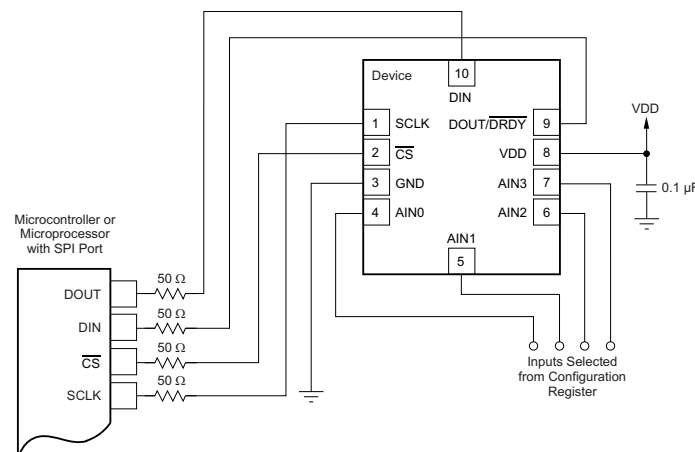 Device
10
DIN
1 SCLK
DOUT/DRDY 9
VDD
2 CS
VDD 8
3 GND
AIN3 7
0.1 µF
4 AIN0
AIN2 6
AIN1
5
Microcontroller or
Microprocessor
with SPI Port
50 Ω
DOUT
50 Ω
DIN
50 Ω
CS
50 Ω
SCLK
Inputs Selected
from Configuration
Register